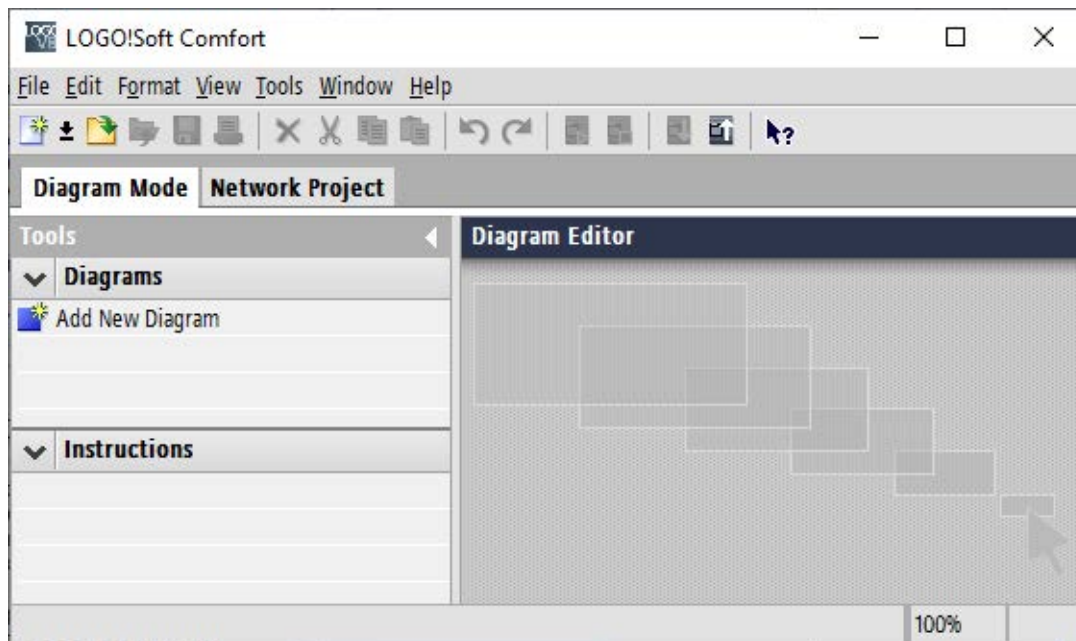 LOGO!Soft Comfort
File Edit Format View Tools Window Help
Diagram Mode Network Project
Tools
Diagram Editor
Diagrams
Add New Diagram
Instructions
100%